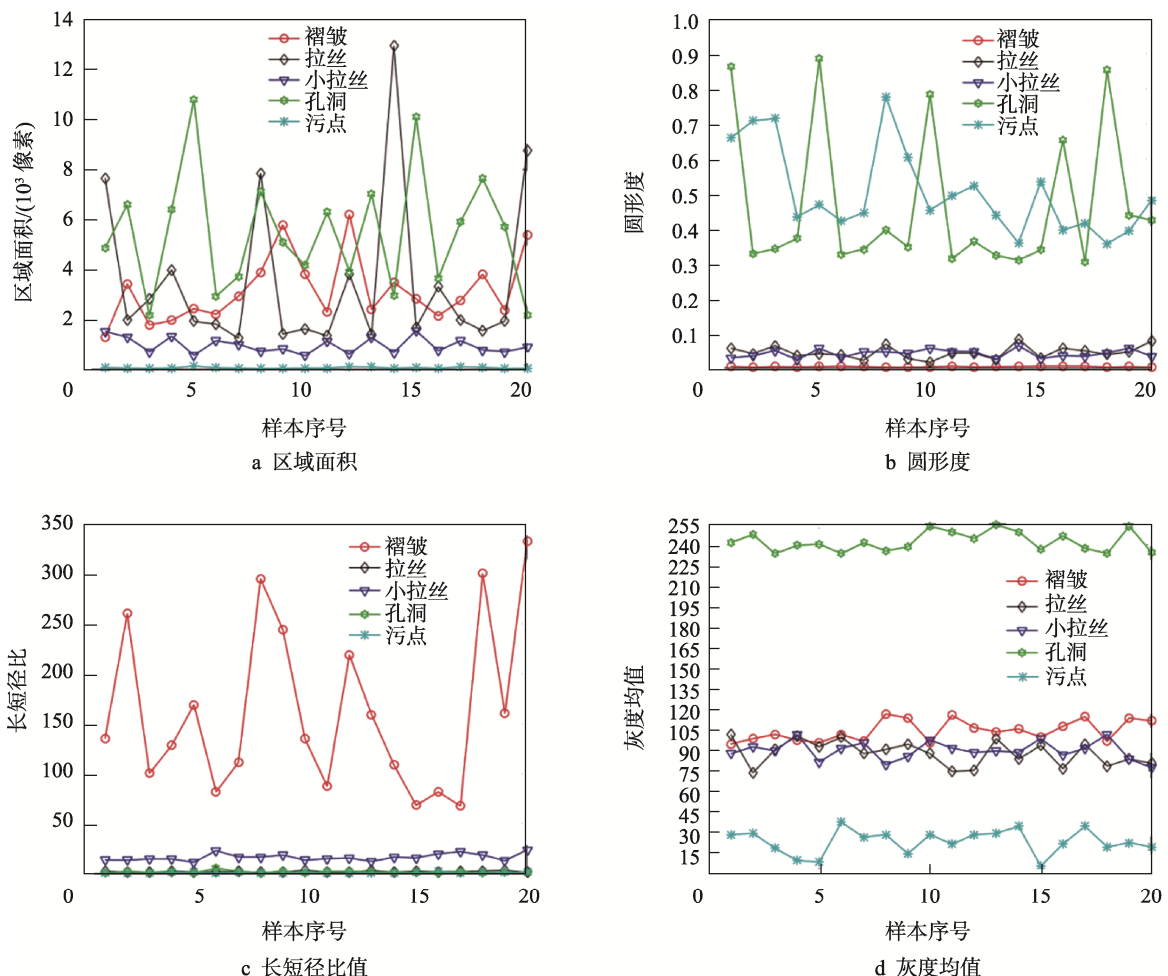 14
12
10
8
6
4
2
0
5
10
15
20
区域面积/(10³ 像素)
褶皱
拉丝
小拉丝
孔洞
污点
样本序号
a 区域面积
1.0
0.9
0.8
0.7
0.6
0.5
0.4
0.3
0.2
0.1
0
5
10
15
20
圆形度
褶皱
拉丝
小拉丝
孔洞
污点
样本序号
b 圆形度
350
300
250
200
150
100
50
0
5
10
15
20
长短径比
褶皱
拉丝
小拉丝
孔洞
污点
样本序号
c 长短径比值
255
240
225
210
195
180
165
150
135
120
105
90
75
60
45
30
15
0
5
10
15
20
灰度均值
褶皱
拉丝
小拉丝
孔洞
污点
样本序号
d 灰度均值